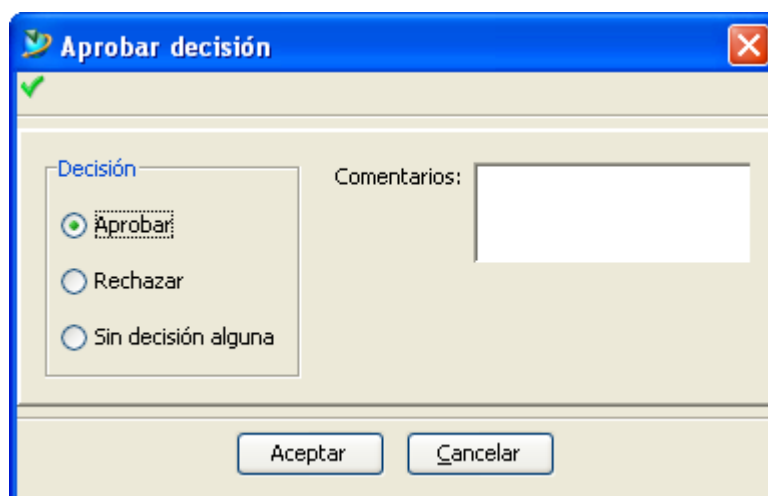 Aprobar decisión
Decisión
Comentarios:
Aprobar
Rechazar
Sin decisión alguna
Aceptar
Cancelar